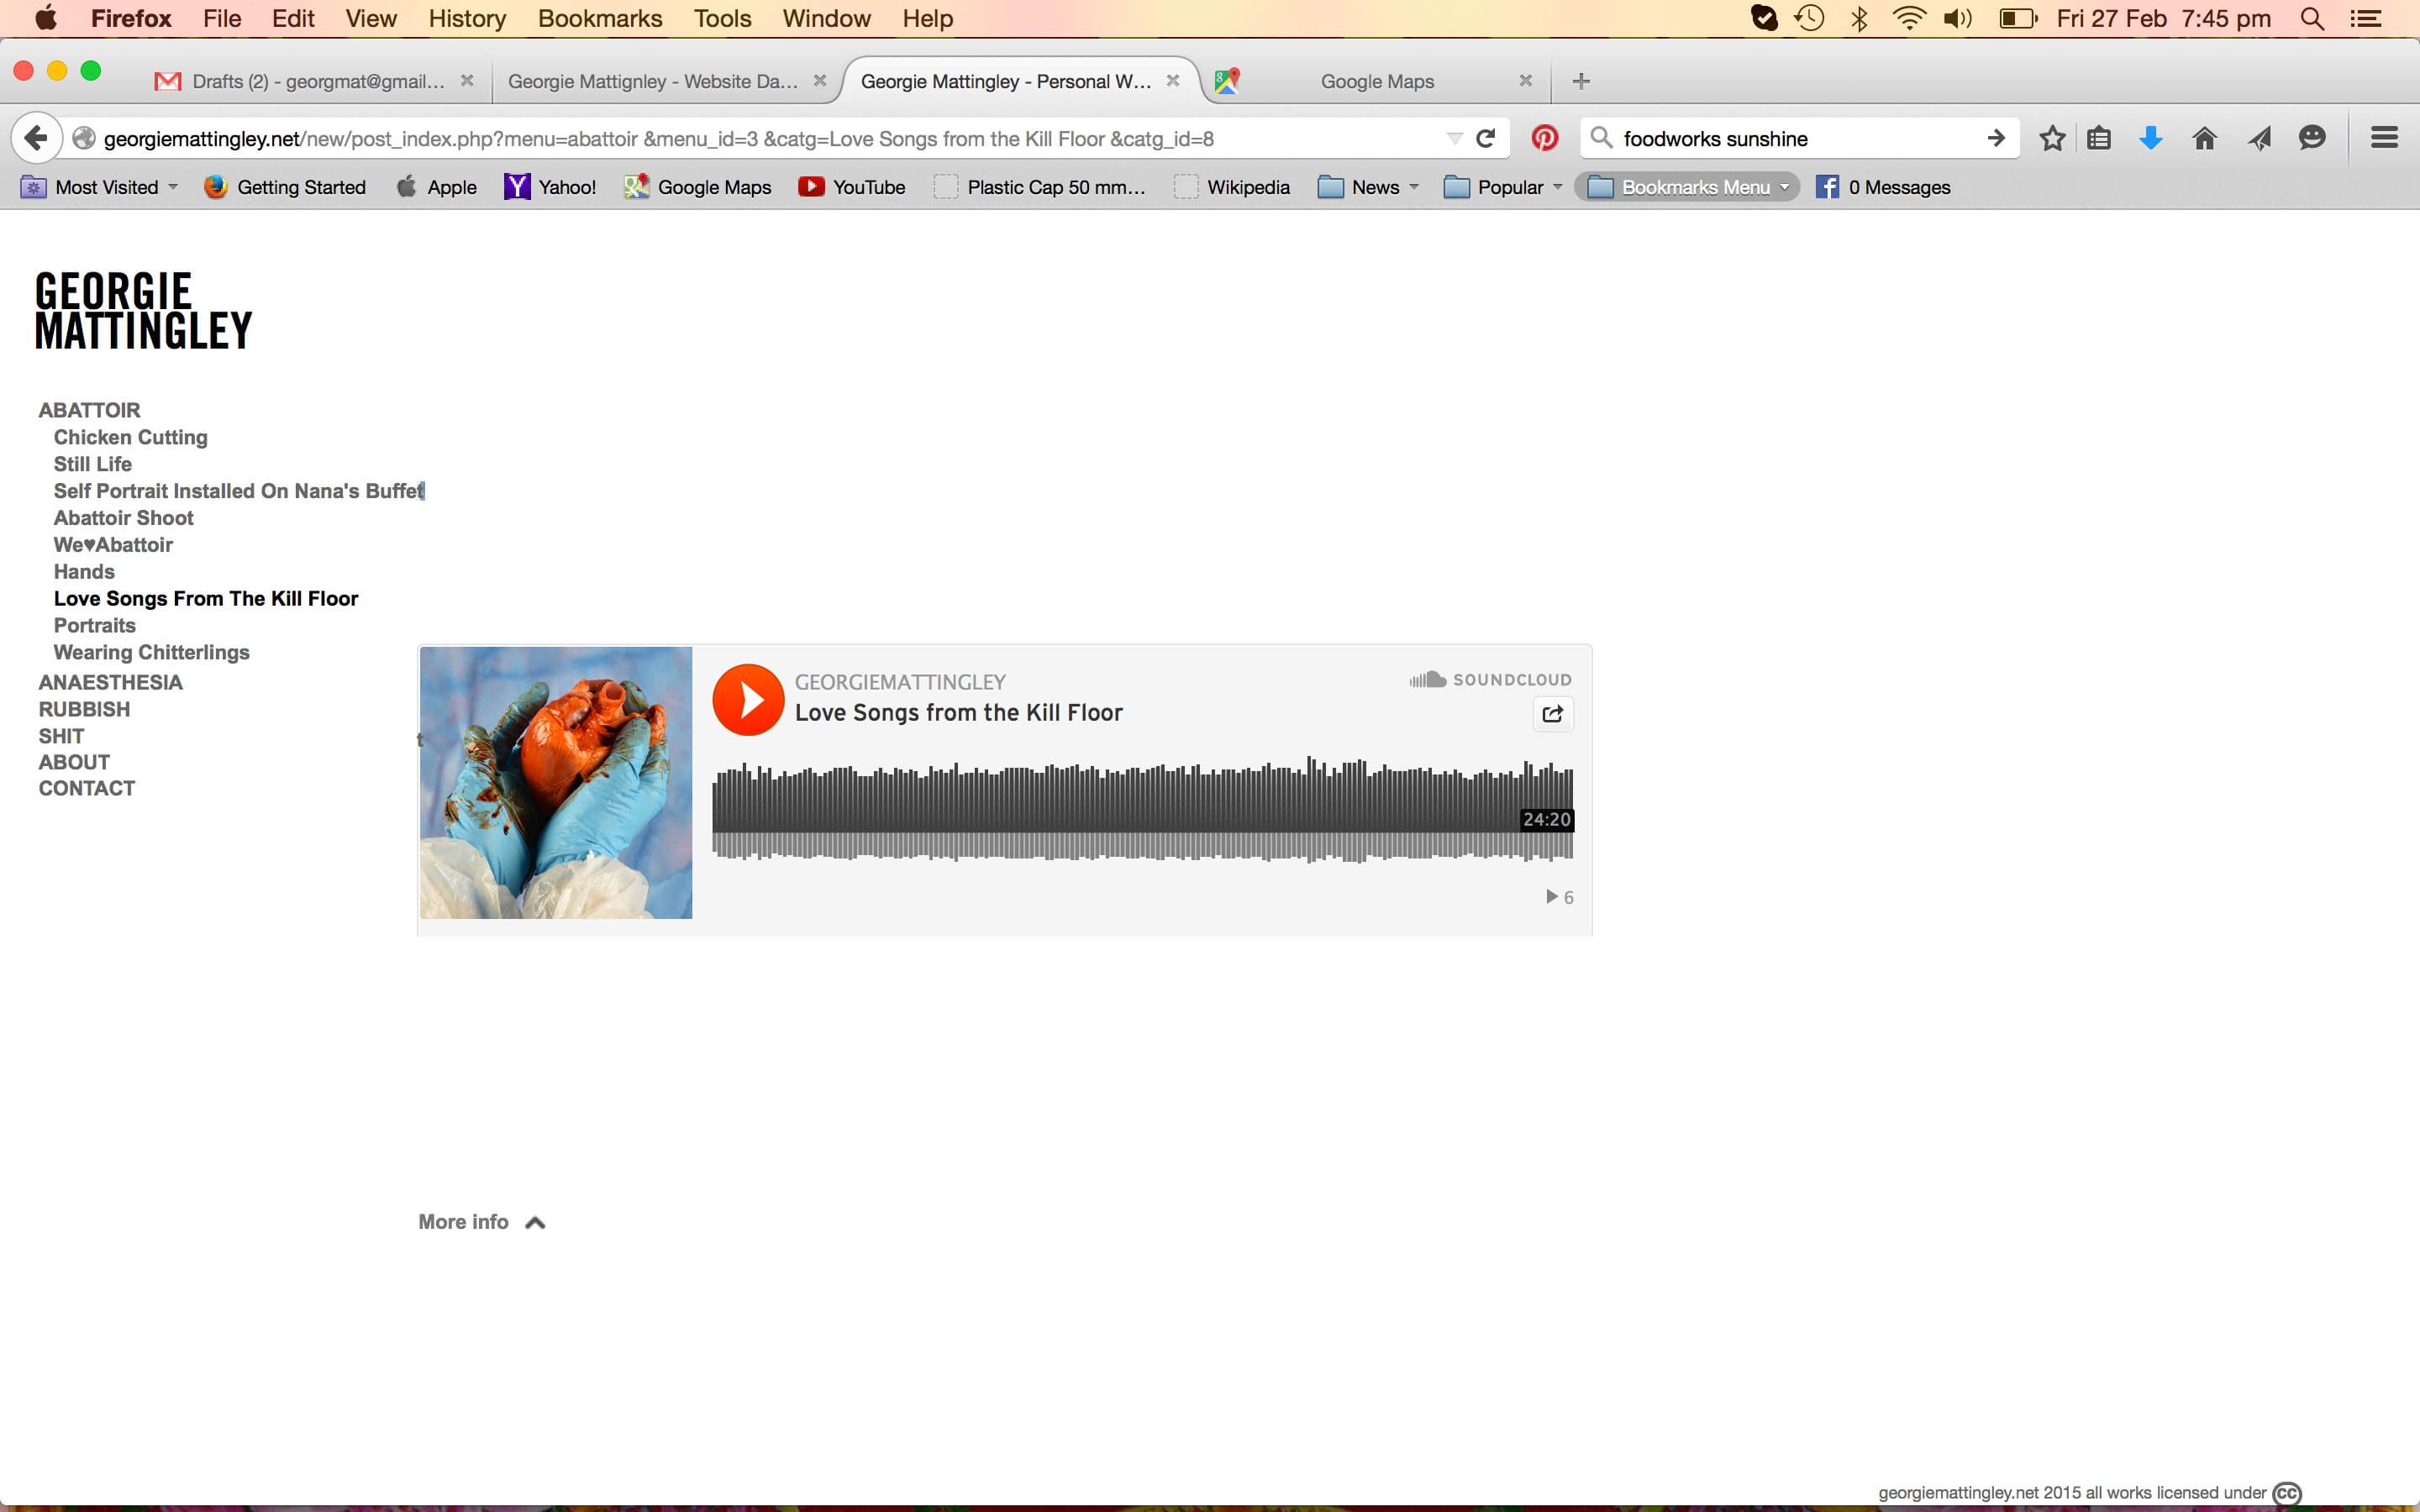 Firefox File Edit View History Bookmarks Tools Window Help Fri 27 Feb 7:45 pm
Drafts (2) - georgmat@gmail... Georgie Mattignley - Website Da... Georgie Mattingley - Personal W... Google Maps
georgiemattingley.net/new/post_index.php?menu=abattoir &menu_id=3 &catg=Love Songs from the Kill Floor &catg_id=8 foodworks sunshine
Most Visited Getting Started Apple Yahoo! Google Maps YouTube Plastic Cap 50 mm... Wikipedia News Popular Bookmarks Menu 0 Messages
GEORGIE
MATTINGLEY
ABATTOIR
Chicken Cutting
Still Life
Self Portrait Installed On Nana's Buffet
Abattoir Shoot
We♥Abattoir
Hands
Love Songs From The Kill Floor
Portraits
Wearing Chitterlings
ANAESTHESIA
RUBBISH
SHIT
ABOUT
CONTACT
t
GEORGIEMATTINGLEY
Love Songs from the Kill Floor
SOUNDCLOUD
24:20
6
More info
georgiemattingley.net 2015 all works licensed under cc